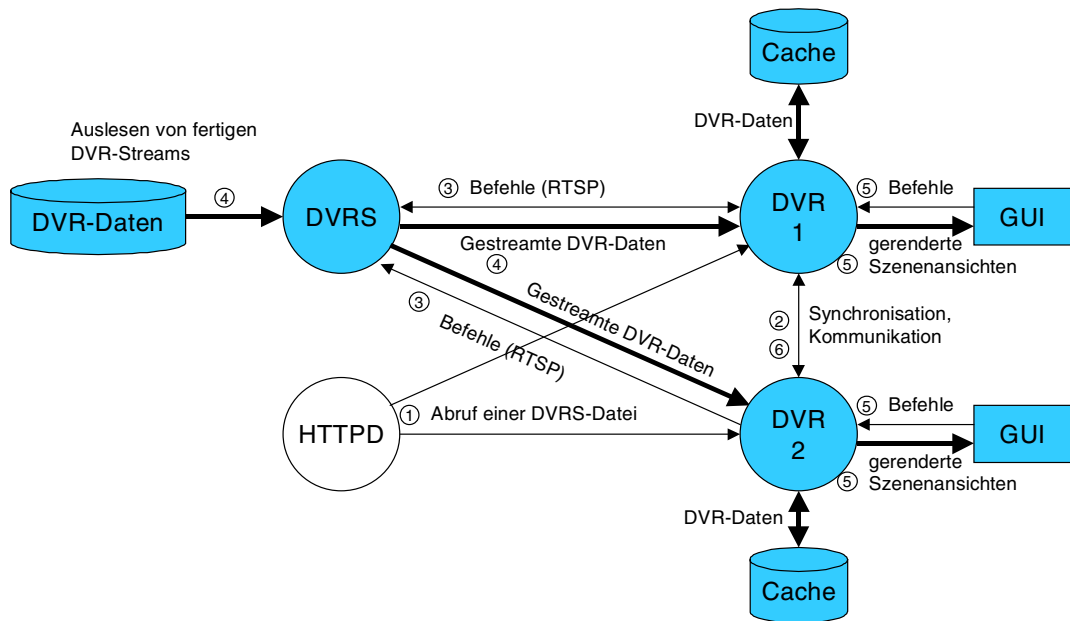 Cache
DVR-Daten
Auslesen von fertigen
DVR-Streams
④
DVR-Daten
DVRS
③ Befehle (RTSP)
Gestreamte DVR-Daten
④
DVR
1
⑤ Befehle
GUI
gerenderte
⑤ Szenenansichten
Gestreamte DVR-Daten
③ Befehle (RTSP)
② Synchronisation,
⑥ Kommunikation
HTTPD
① Abruf einer DVRS-Datei
DVR
2
⑤ Befehle
GUI
gerenderte
⑤ Szenenansichten
DVR-Daten
Cache